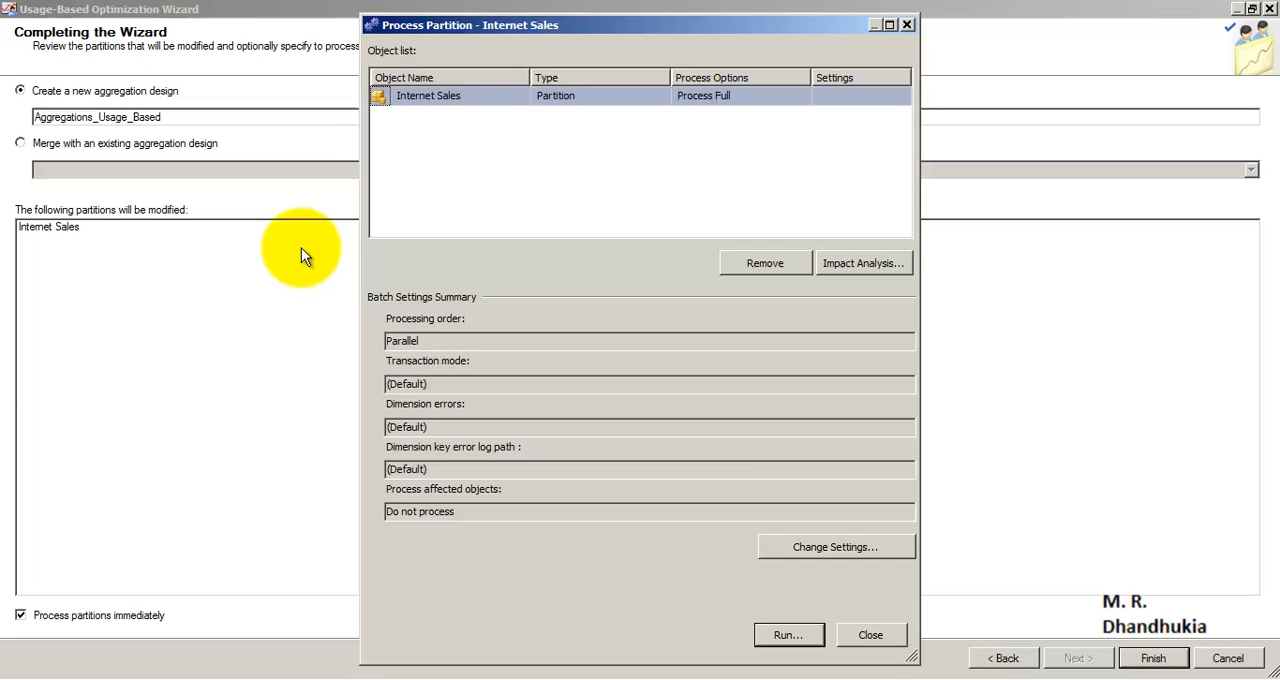 Usage-Based Optimization Wizard
Completing the Wizard
Review the partitions that will be modified and optionally specify to process
Create a new aggregation design
Aggregations_Usage_Based
Merge with an existing aggregation design
The following partitions will be modified:
Internet Sales
Process partitions immediately
Process Partition - Internet Sales
Object list:
Object Name Type Process Options Settings
Internet Sales Partition Process Full
Remove Impact Analysis...
Batch Settings Summary
Processing order:
Parallel
Transaction mode:
(Default)
Dimension errors:
(Default)
Dimension key error log path :
(Default)
Process affected objects:
Do not process
Change Settings...
Run... Close
M. R.
Dhandhukia
< Back Next > Finish Cancel